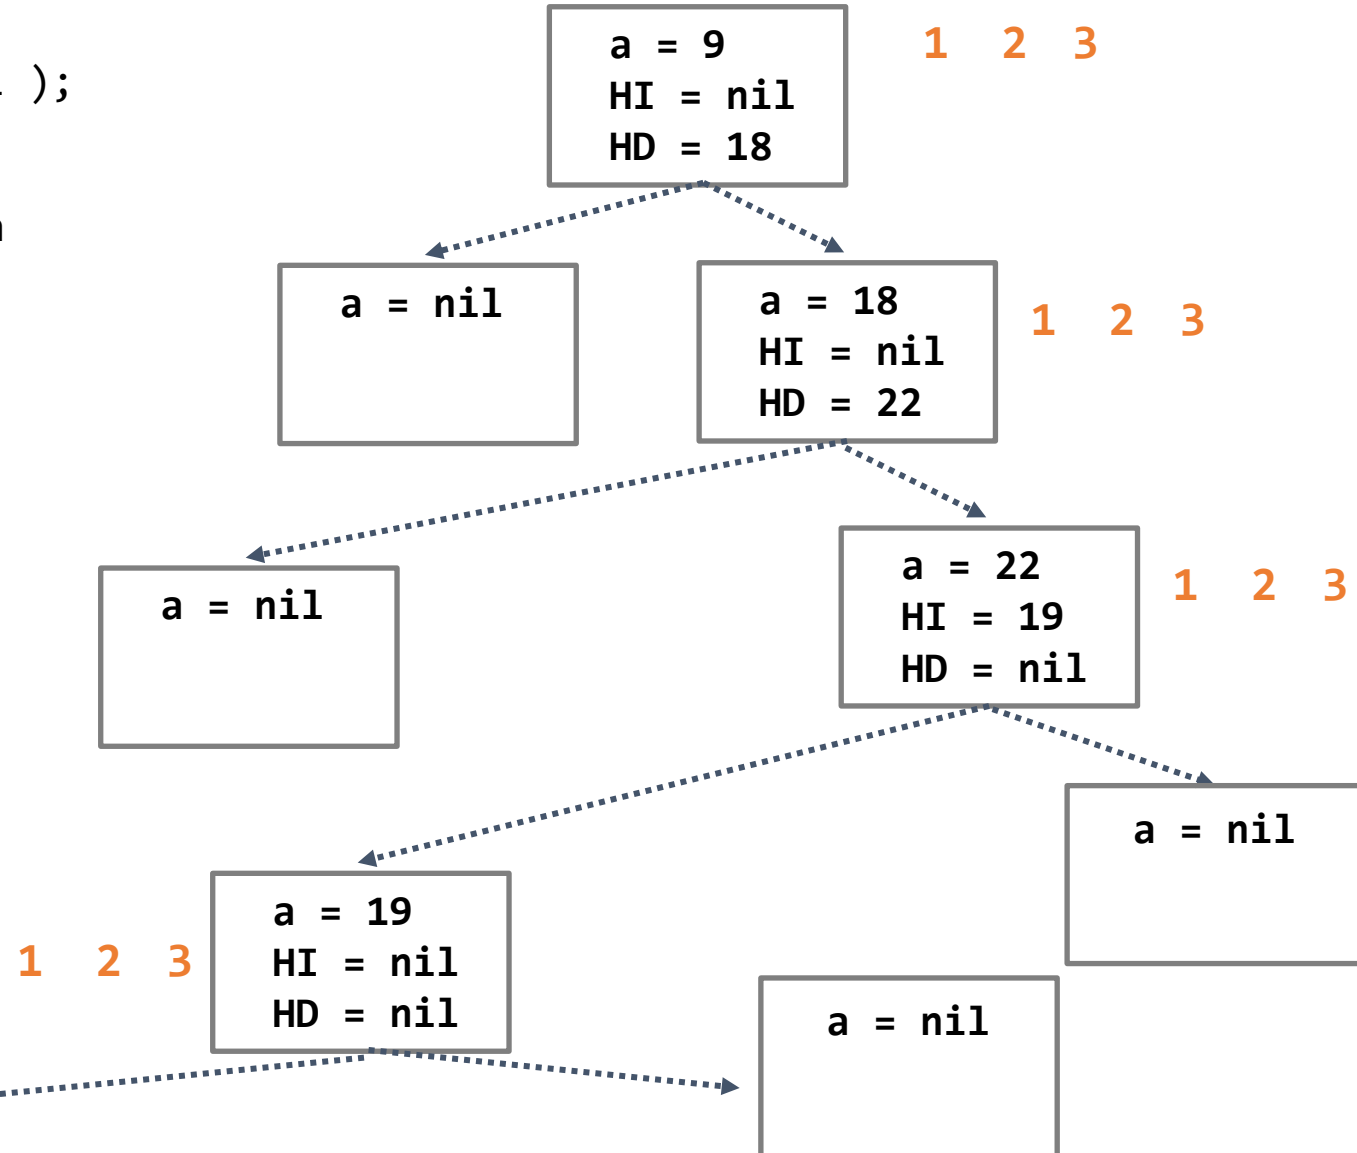 a = 9
HI = nil
HD = 18
1 2 3
);
a = nil
a = 18
HI = nil
HD = 22
1 2 3
a = nil
a = 22
HI = 19
HD = nil
1 2 3
a = nil
1 2 3
a = 19
HI = nil
HD = nil
a = nil